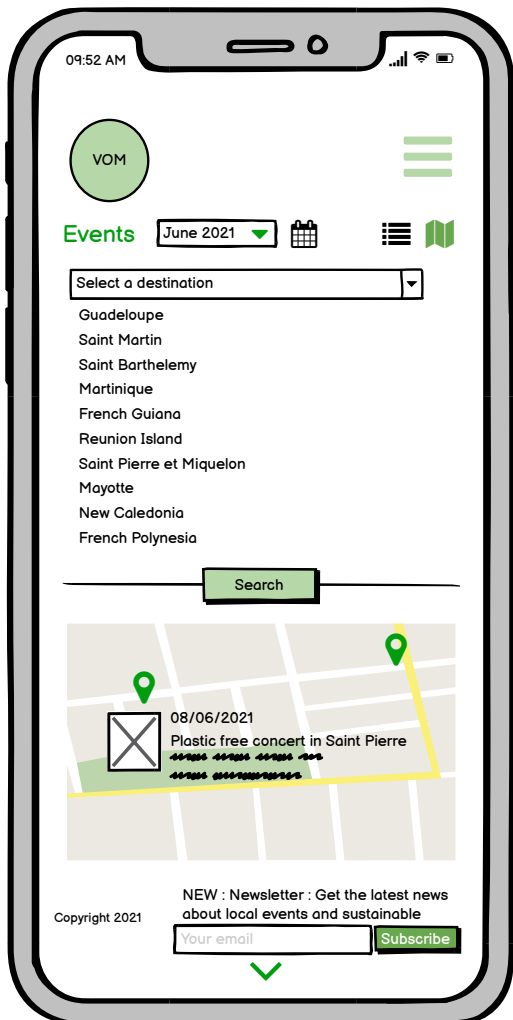 09:52 AM
VOM
Events
June 2021
Select a destination
Guadeloupe
Saint Martin
Saint Barthelemy
Martinique
French Guiana
Reunion Island
Saint Pierre et Miquelon
Mayotte
New Caledonia
French Polynesia
Search
08/06/2021
Plastic free concert in Saint Pierre
NEW : Newsletter : Get the latest news
about local events and sustainable
Copyright 2021
Your email
Subscribe